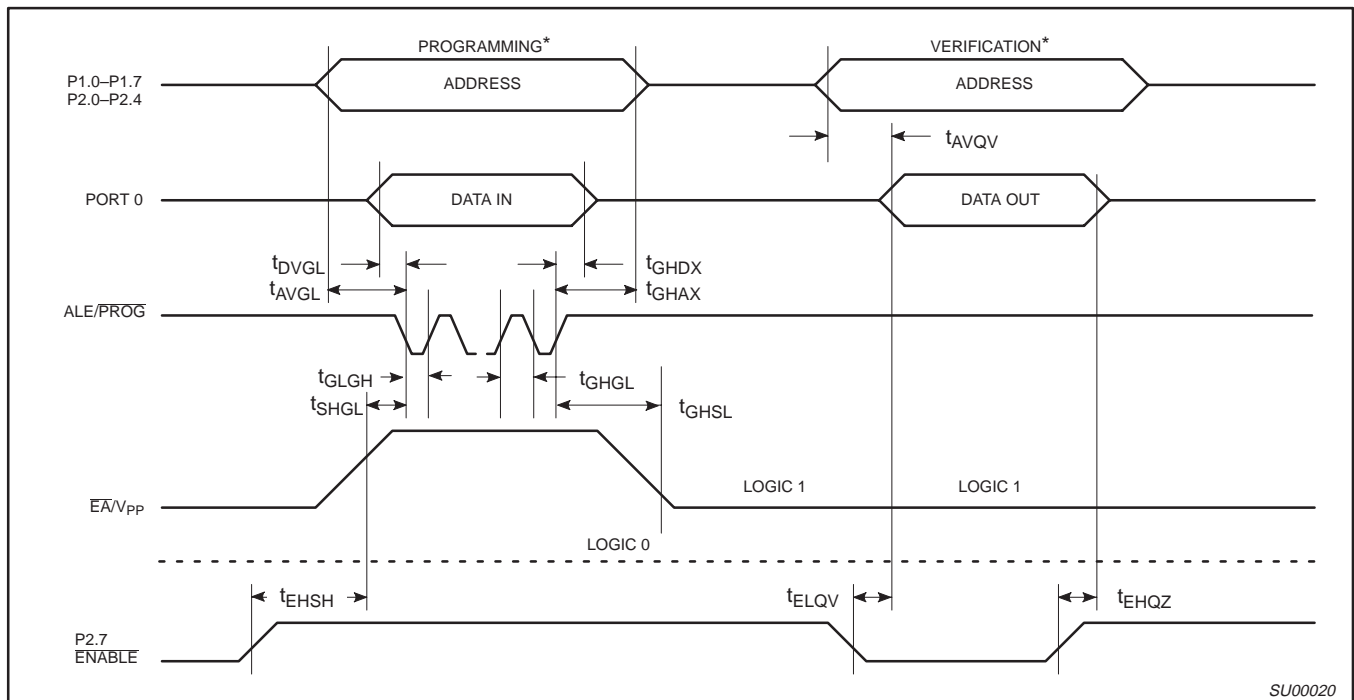 PROGRAMMING*
VERIFICATION*
P1.0–P1.7
P2.0–P2.4
ADDRESS
ADDRESS
tAVQV
PORT 0
DATA IN
DATA OUT
tDVGL
tGHDX
tAVGL
tGHAX
ALE/PROG
tGLGH
tGHGL
tSHGL
tGHSL
LOGIC 1
LOGIC 1
EA/VPP
LOGIC 0
tEHSH
tELQV
tEHQZ
P2.7
ENABLE
SU00020